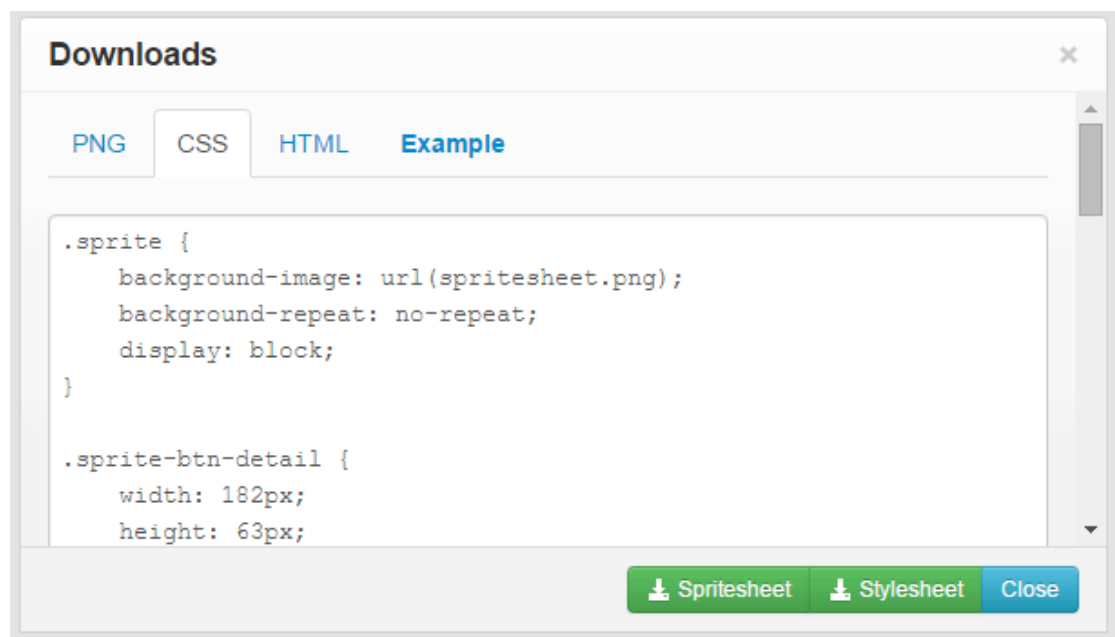 Downloads ×
PNG CSS HTML Example
.sprite {
    background-image: url(spritesheet.png);
    background-repeat: no-repeat;
    display: block;
}
.sprite-btn-detail {
    width: 182px;
    height: 63px;
Spritesheet Stylesheet Close